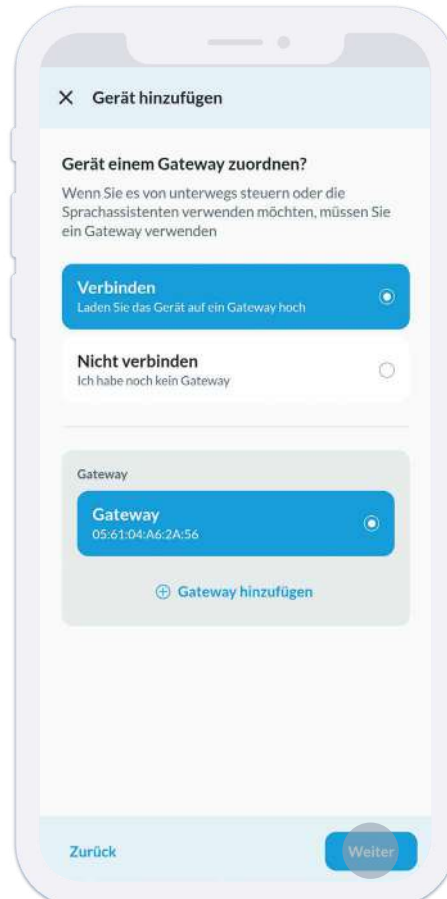 Gerät hinzufügen
Gerät einem Gateway zuordnen?
Wenn Sie es von unterwegs steuern oder die
Sprachassistenten verwenden möchten, müssen Sie
ein Gateway verwenden
Verbinden
Laden Sie das Gerät auf ein Gateway hoch
Nicht verbinden
Ich habe noch kein Gateway
Gateway
Gateway
05:61:04:A6:2A:56
Gateway hinzufügen
Zurück
Weiter